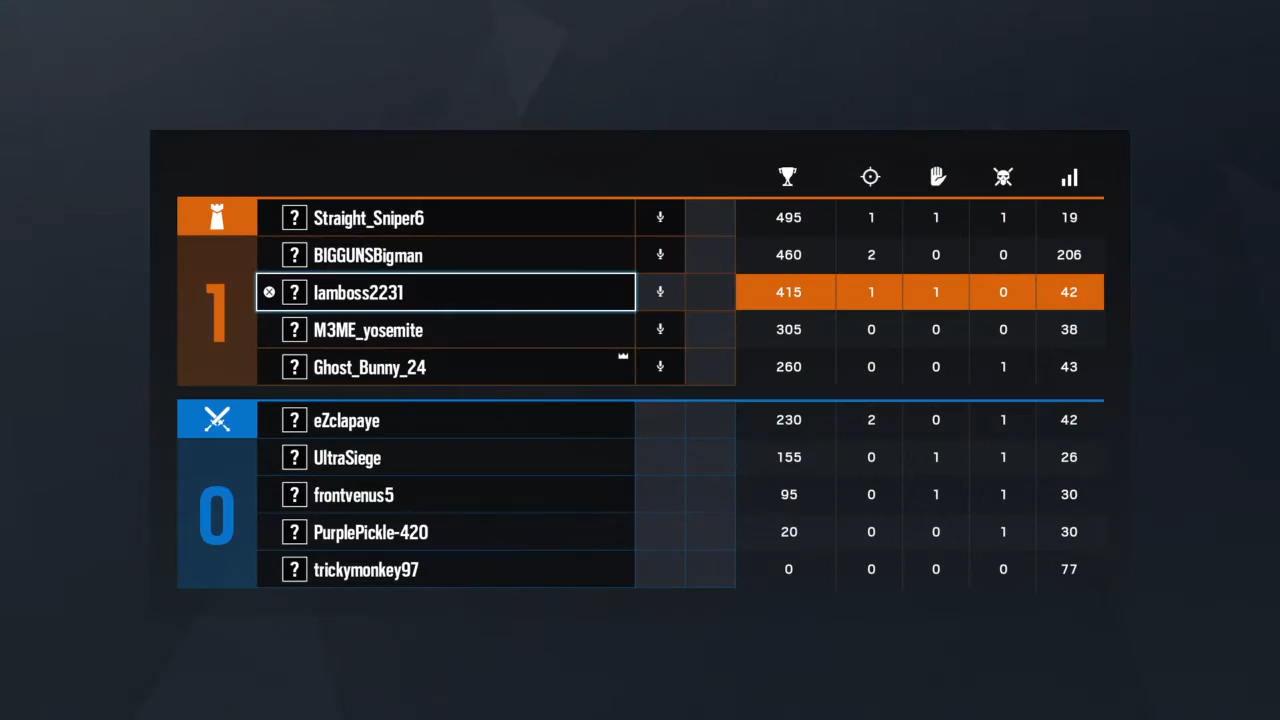 ? Straight_Sniper6 495 1 1 1 19
? BIGGUNSBigman 460 2 0 0 206
1
? lamboss2231 415 1 1 0 42
? M3ME_yosemite 305 0 0 0 38
? Ghost_Bunny_24 260 0 0 1 43
? eZclapaye 230 2 0 1 42
? UltraSiege 155 0 1 1 26
? frontvenus5 95 0 1 1 30
0
? PurplePickle-420 20 0 0 1 30
? trickymonkey97 0 0 0 0 77